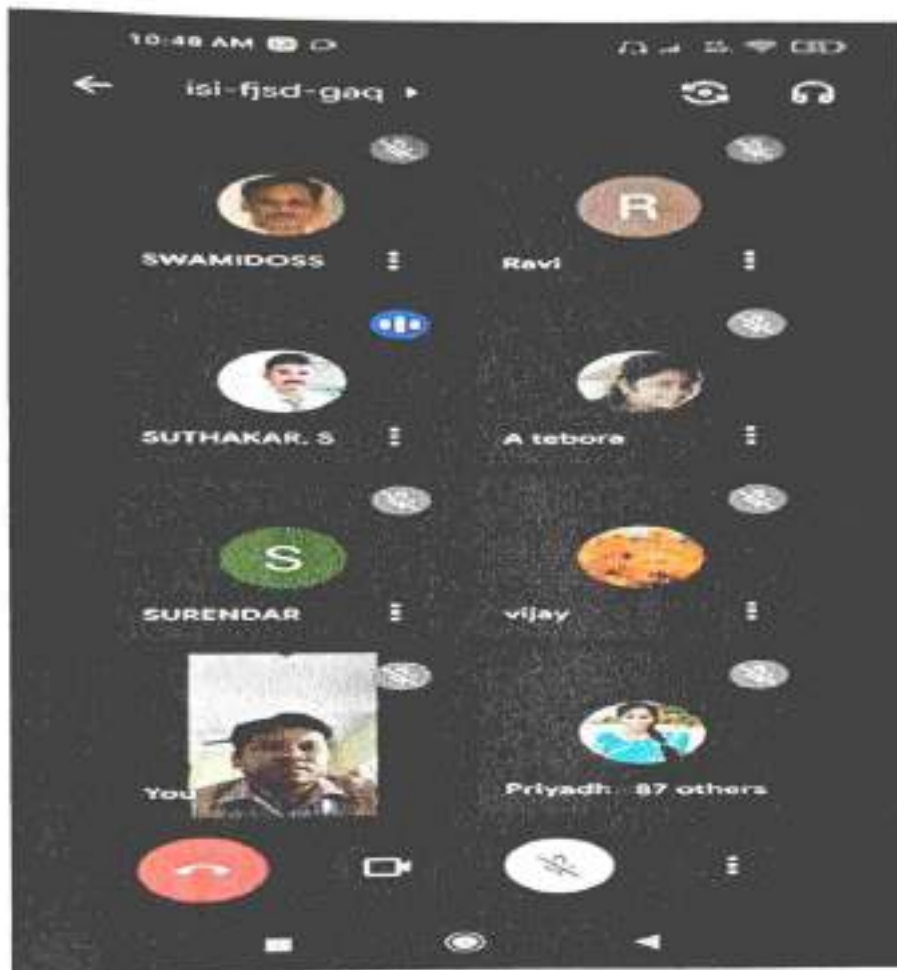 10:48 AM
isi-fjsd-gaq
R
SWAMIDOSS
Ravi
SUTHAKAR. S
A tebora
S
SURENDAR
vijay
You
Priyadh.. 87 others